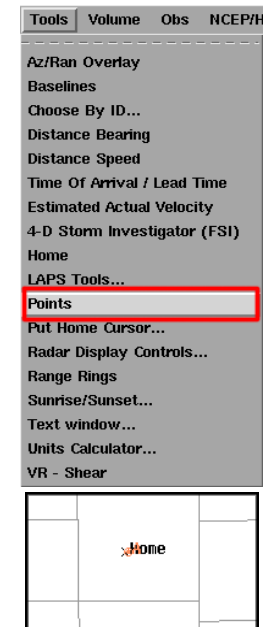 Tools Volume Obs NCEP/H
Az/Ran Overlay
Baselines
Choose By ID...
Distance Bearing
Distance Speed
Time Of Arrival / Lead Time
Estimated Actual Velocity
4-D Storm Investigator (FSI)
Home
LAPS Tools...
Points
Put Home Cursor...
Radar Display Controls...
Range Rings
Sunrise/Sunset...
Text window...
Units Calculator...
VR - Shear
Home